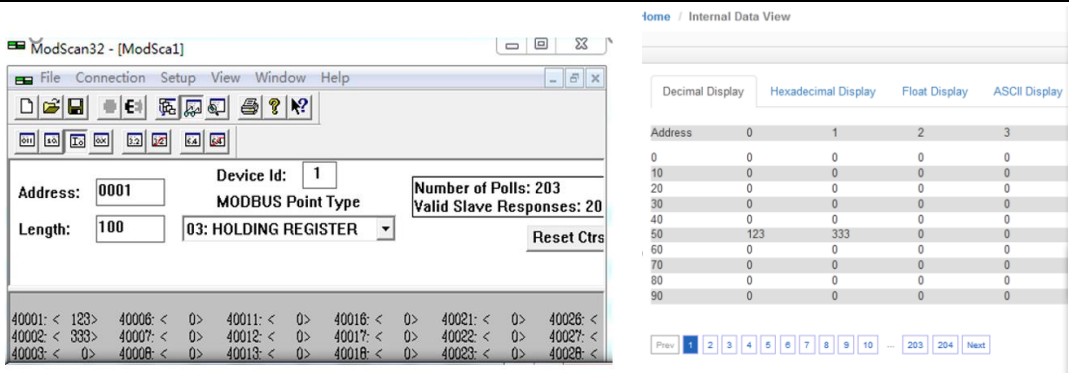 ModScan32 - [ModSca1]
File Connection Setup View Window Help
Device Id: 1
Address: 0001
MODBUS Point Type
Length: 100
03: HOLDING REGISTER
Number of Polls: 203
Valid Slave Responses: 20
Reset Ctrs
40001: < 123> 40006: < 0> 40011: < 0> 40016: < 0> 40021: < 0> 40026: <
40002: < 333> 40007: < 0> 40012: < 0> 40017: < 0> 40022: < 0> 40027: <
40003: < 0> 40008: < 0> 40013: < 0> 40018: < 0> 40023: < 0> 40028: <
Home / Internal Data View
Decimal Display Hexadecimal Display Float Display ASCII Display
Address 0 1 2 3
0 0 0 0 0
10 0 0 0 0
20 0 0 0 0
30 0 0 0 0
40 0 0 0 0
50 123 333 0 0
60 0 0 0 0
70 0 0 0 0
80 0 0 0 0
90 0 0 0 0
Prev 1 2 3 4 5 6 7 8 9 10 ... 203 204 Next